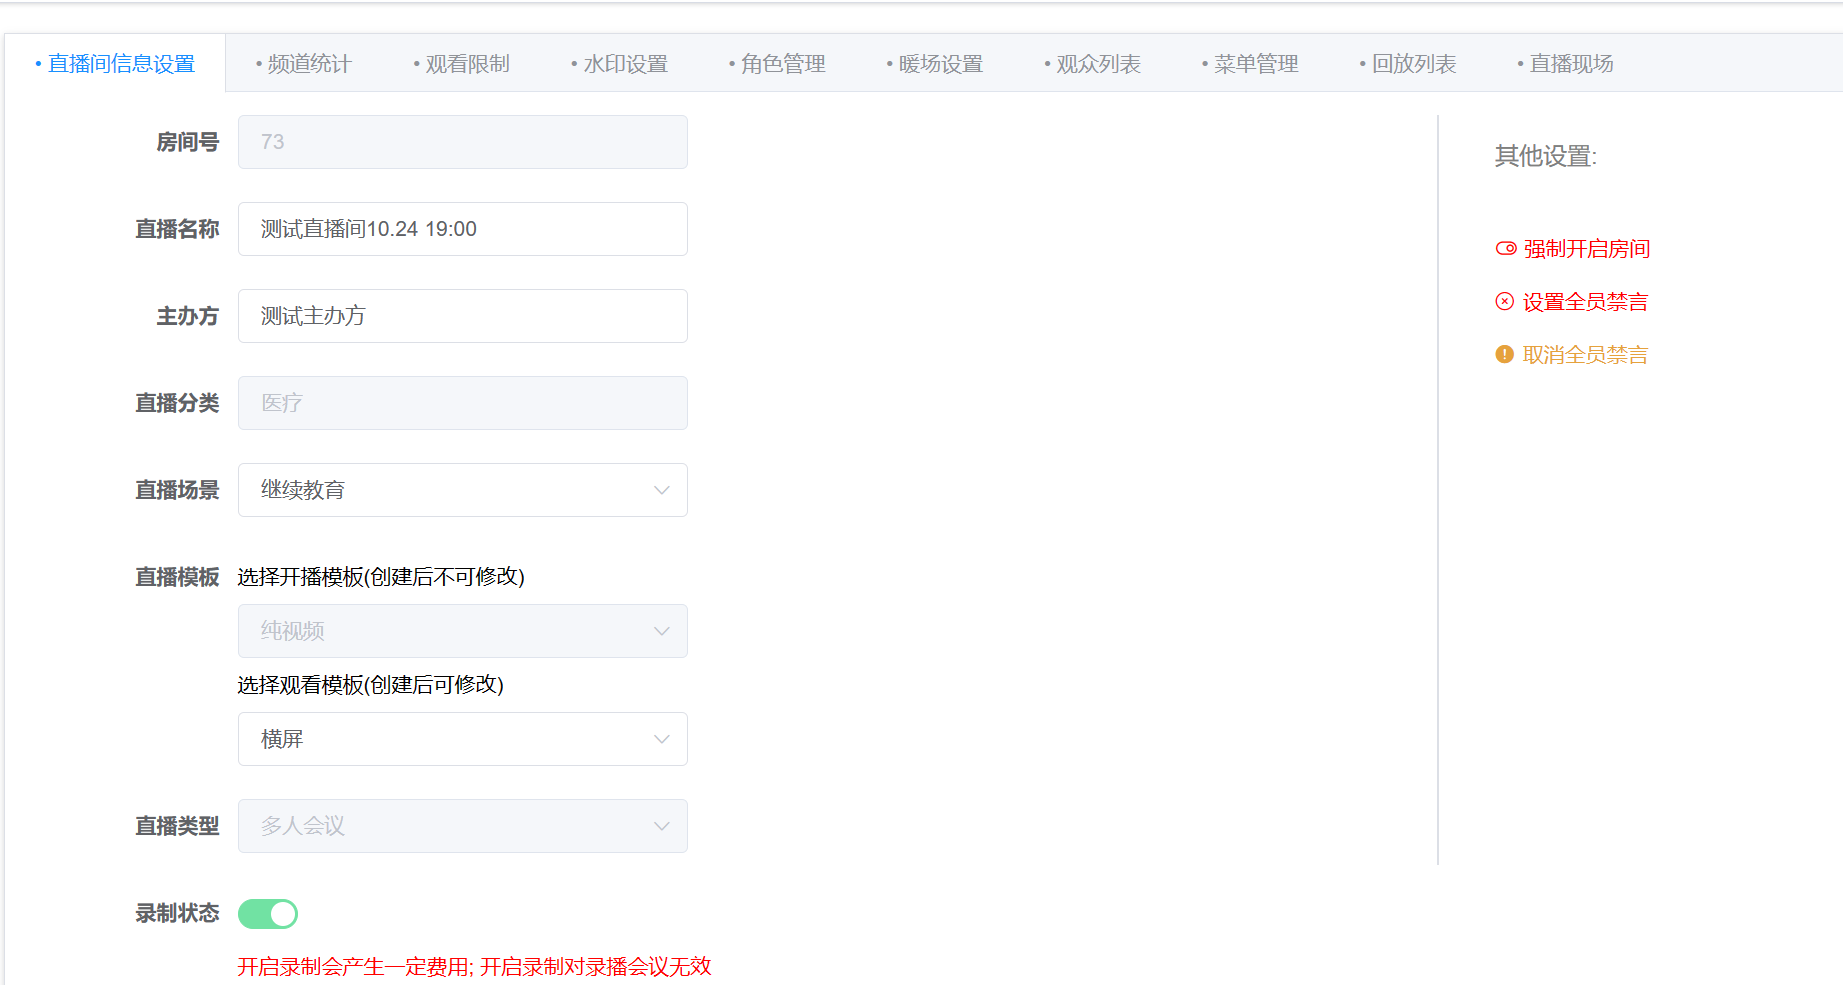 • 直播间信息设置 • 频道统计 • 观看限制 • 水印设置 • 角色管理 • 暖场设置 • 观众列表 • 菜单管理 • 回放列表 • 直播现场
房间号 73
直播名称 测试直播间10.24 19:00
主办方 测试主办方
直播分类 医疗
直播场景 继续教育
直播模板 选择开播模板(创建后不可修改)
纯视频
选择观看模板(创建后可修改)
横屏
直播类型 多人会议
录制状态
开启录制会产生一定费用; 开启录制对录播会议无效
其他设置:
强制开启房间
设置全员禁言
取消全员禁言